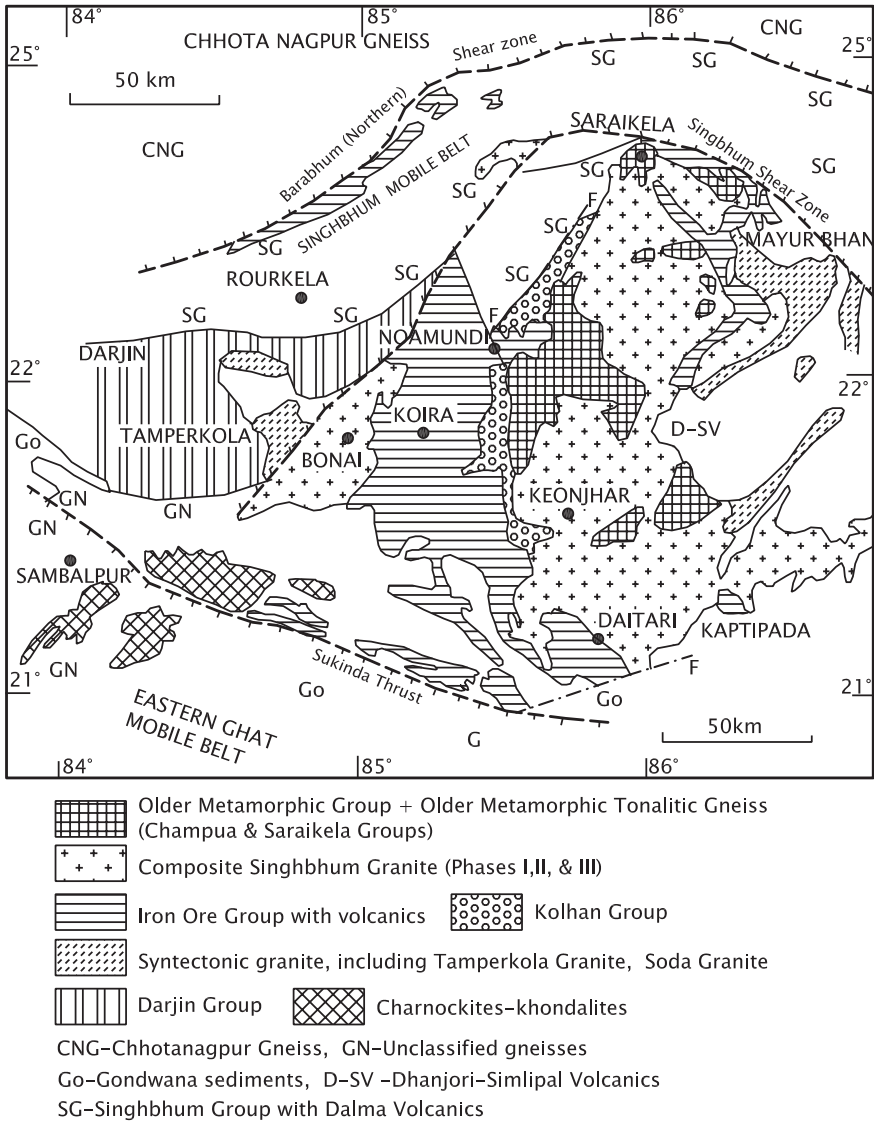 84°
85°
86°
CNG
CHHOTA NAGPUR GNEISS
Shear zone
25°
25°
SG
SG
50 km
SG
Barabhum (Northern)
SARAIKELA
CNG
SINGHBHUM MOBILE BELT
Singbhum Shear Zone
SG
SG
SG
F
SG
SG
MAYUR BHAN
ROURKELA
SG
SG
SG
SG
F
NOAMUNDI
DARJIN
22°
22°
KOIRA
TAMPERKOLA
D-SV
Go
BONAI
GN
GN
KEONJHAR
GN
SAMBALPUR
DAITARI
KAPTIPADA
GN
Sukinda Thrust
F
21°
Go
Go
21°
EASTERN GHAT
MOBILE BELT
50km
G
84°
85°
86°
Older Metamorphic Group + Older Metamorphic Tonalitic Gneiss
(Champua & Saraikela Groups)
Composite Singhbhum Granite (Phases I,II, & III)
Iron Ore Group with volcanics
Kolhan Group
Syntectonic granite, including Tamperkola Granite, Soda Granite
Darjin Group
Charnockites-khondalites
CNG-Chhotanagpur Gneiss, GN-Unclassified gneisses
Go-Gondwana sediments, D-SV -Dhanjori-Simlipal Volcanics
SG-Singhbhum Group with Dalma Volcanics